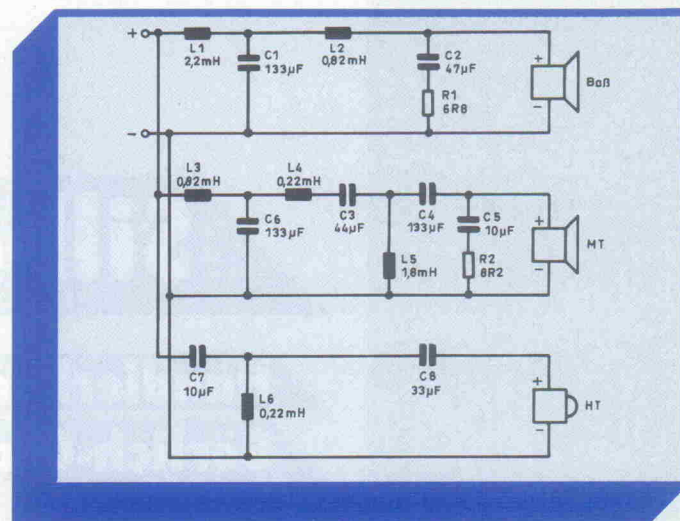 +
L1
2,2mH
C1
133µF
L2
0,82mH
C2
47µF
R1
6R8
+
−
Baß
−
L3
0,82mH
L4
0,22mH
C6
133µF
C3
44µF
L5
1,8mH
C4
133µF
C5
10µF
R2
8R2
+
−
MT
C7
10µF
L6
0,22mH
C8
33µF
+
−
HT